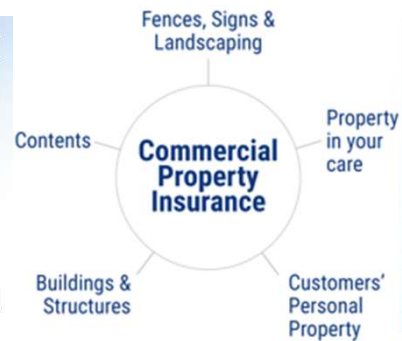 Fences, Signs &
Landscaping
Contents
Commercial
Property
Insurance
Property
in your
care
Buildings &
Structures
Customers’
Personal
Property